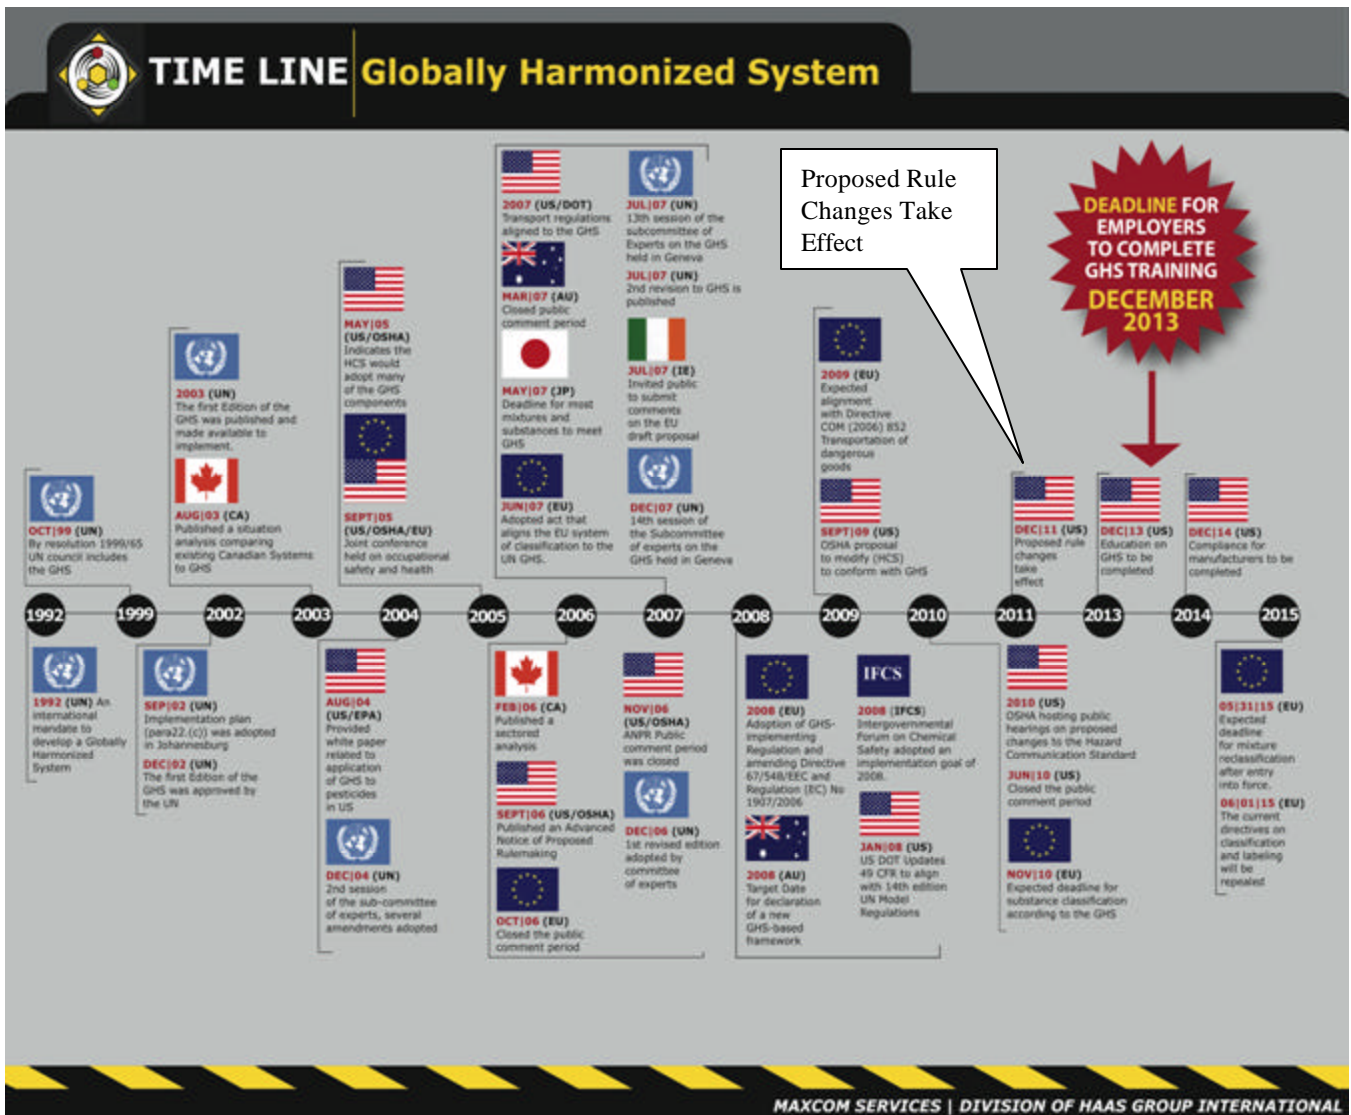 TIME LINE Globally Harmonized System
OCT|99 (UN)
By resolution 1999/65
UN council includes
the GHS
2003 (UN)
The first Edition of the
GHS was published and
made available to
implement.
AUG|03 (CA)
Published a situation
analysis comparing
existing Canadian Systems
to GHS
MAY|05
(US/OSHA)
Indicates the
HCS would
adopt many
of the GHS
components
SEPT|05
(US/OSHA/EU)
Joint conference
held on occupational
safety and health
2007 (US/DOT)
Transport regulations
aligned to the GHS
MAR|07 (AU)
Closed public
comment period
MAY|07 (JP)
Deadline for most
mixtures and
substances to meet
GHS
JUN|07 (EU)
Adopted act that
aligns the EU system
of classification to the
UN GHS.
JUL|07 (UN)
13th session of the
subcommittee of
Experts on the GHS
held in Geneva
JUL|07 (UN)
2nd revision to GHS is
published
JUL|07 (IE)
Invited public
to submit
comments
on the EU
draft proposal
DEC|07 (UN)
14th session of
the Subcommittee
of experts on the
GHS held in Geneva
Proposed Rule
Changes Take
Effect
2009 (EU)
Expected
alignment
with Directive
COM (2006) 852
Transportation of
dangerous
goods
SEPT|09 (US)
OSHA proposal
to modify (HCS)
to conform with GHS
DEADLINE FOR
EMPLOYERS
TO COMPLETE
GHS TRAINING
DECEMBER
2013
DEC|11 (US)
Proposed rule
changes
take
effect
DEC|13 (US)
Education on
GHS to be
completed
DEC|14 (US)
Compliance for
manufacturers to be
completed
1992 1999 2002 2003 2004 2005 2006 2007 2008 2009 2010 2011 2013 2014 2015
1992 (UN) An
international
mandate to
develop a Globally
Harmonized
System
SEP|02 (UN)
Implementation plan
(para22.(c)) was adopted
in Johannesburg
DEC|02 (UN)
The first Edition of the
GHS was approved by
the UN
AUG|04
(US/EPA)
Provided
white paper
related to
application
of GHS to
pesticides
in US
DEC|04 (UN)
2nd session
of the sub-committee
of experts, several
amendments adopted
FEB|06 (CA)
Published a
sectored
analysis
SEPT|06 (US/OSHA)
Published an Advanced
Notice of Proposed
Rulemaking
OCT|06 (EU)
Closed the public
comment period
NOV|06
(US/OSHA)
ANPR Public
comment period
was closed
DEC|06 (UN)
1st revised edition
adopted by
committee
of experts
2008 (EU)
Adoption of GHS-
implementing
Regulation and
amending Directive
67/548/EEC and
Regulation (EC) No
1907/2006
2008 (AU)
Target Date
for declaration
of a new
GHS-based
framework
IFCS
2008 (IFCS)
Intergovernmental
Forum on Chemical
Safety adopted an
implementation goal of
2008.
JAN|08 (US)
US DOT Updates
49 CFR to align
with 14th edition
UN Model
Regulations
2010 (US)
OSHA hosting public
hearings on proposed
changes to the Hazard
Communication Standard
JUN|10 (US)
Closed the public
comment period
NOV|10 (EU)
Expected deadline for
substance classification
according to the GHS
05|31|15 (EU)
Expected
deadline
for mixture
reclassification
after entry
into force.
06|01|15 (EU)
The current
directives on
classification
and labeling
will be
repealed
MAXCOM SERVICES | DIVISION OF HAAS GROUP INTERNATIONAL